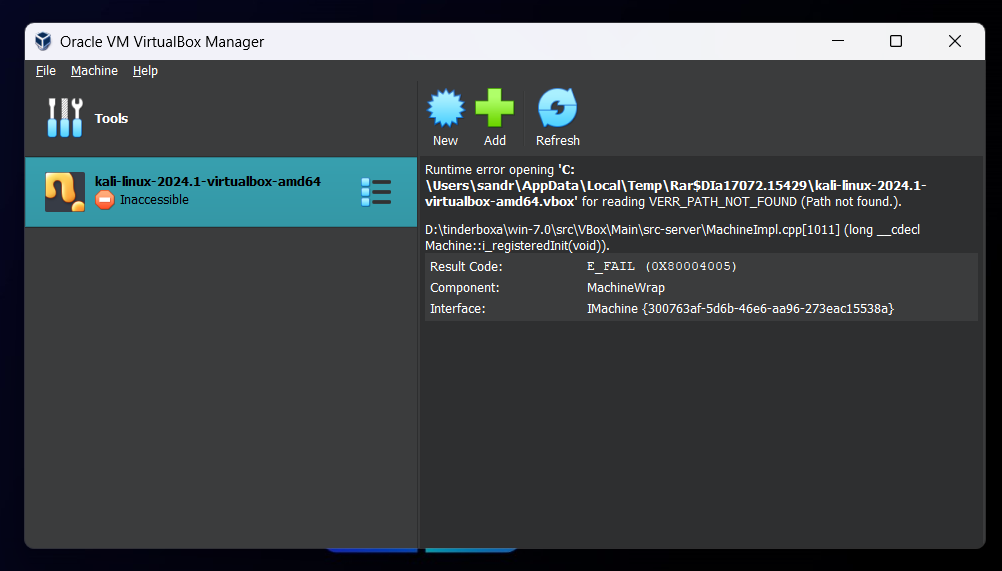 Oracle VM VirtualBox Manager
File Machine Help
Tools
New Add Refresh
kali-linux-2024.1-virtualbox-amd64
Inaccessible
Runtime error opening 'C:
\Users\sandr\AppData\Local\Temp\Rar$DIa17072.15429\kali-linux-2024.1-
virtualbox-amd64.vbox' for reading VERR_PATH_NOT_FOUND (Path not found.).
D:\tinderboxa\win-7.0\src\VBox\Main\src-server\MachineImpl.cpp[1011] (long __cdecl
Machine::i_registeredInit(void)).
Result Code: E_FAIL (0X80004005)
Component: MachineWrap
Interface: IMachine {300763af-5d6b-46e6-aa96-273eac15538a}